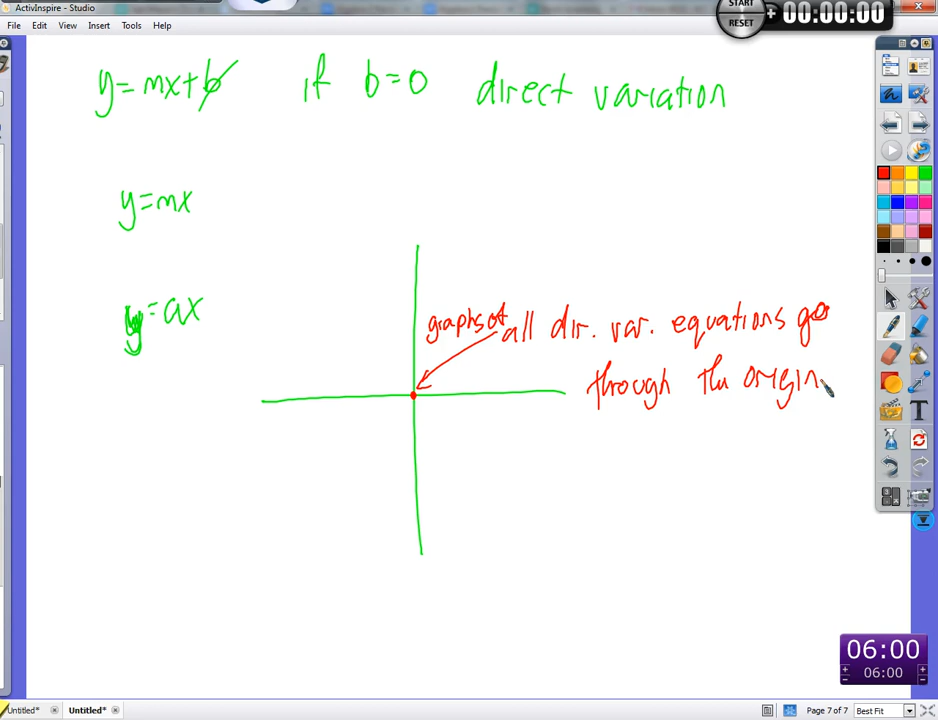 ActivInspire - Studio
START
RESET
00:00:00
File Edit View Insert Tools Help
y=mx+b if b=0 direct variation
y=mx
y=ax
graphs of all dir. var. equations go
through the origin
06:00
06:00
Untitled* Untitled* Page 7 of 7 Best Fit